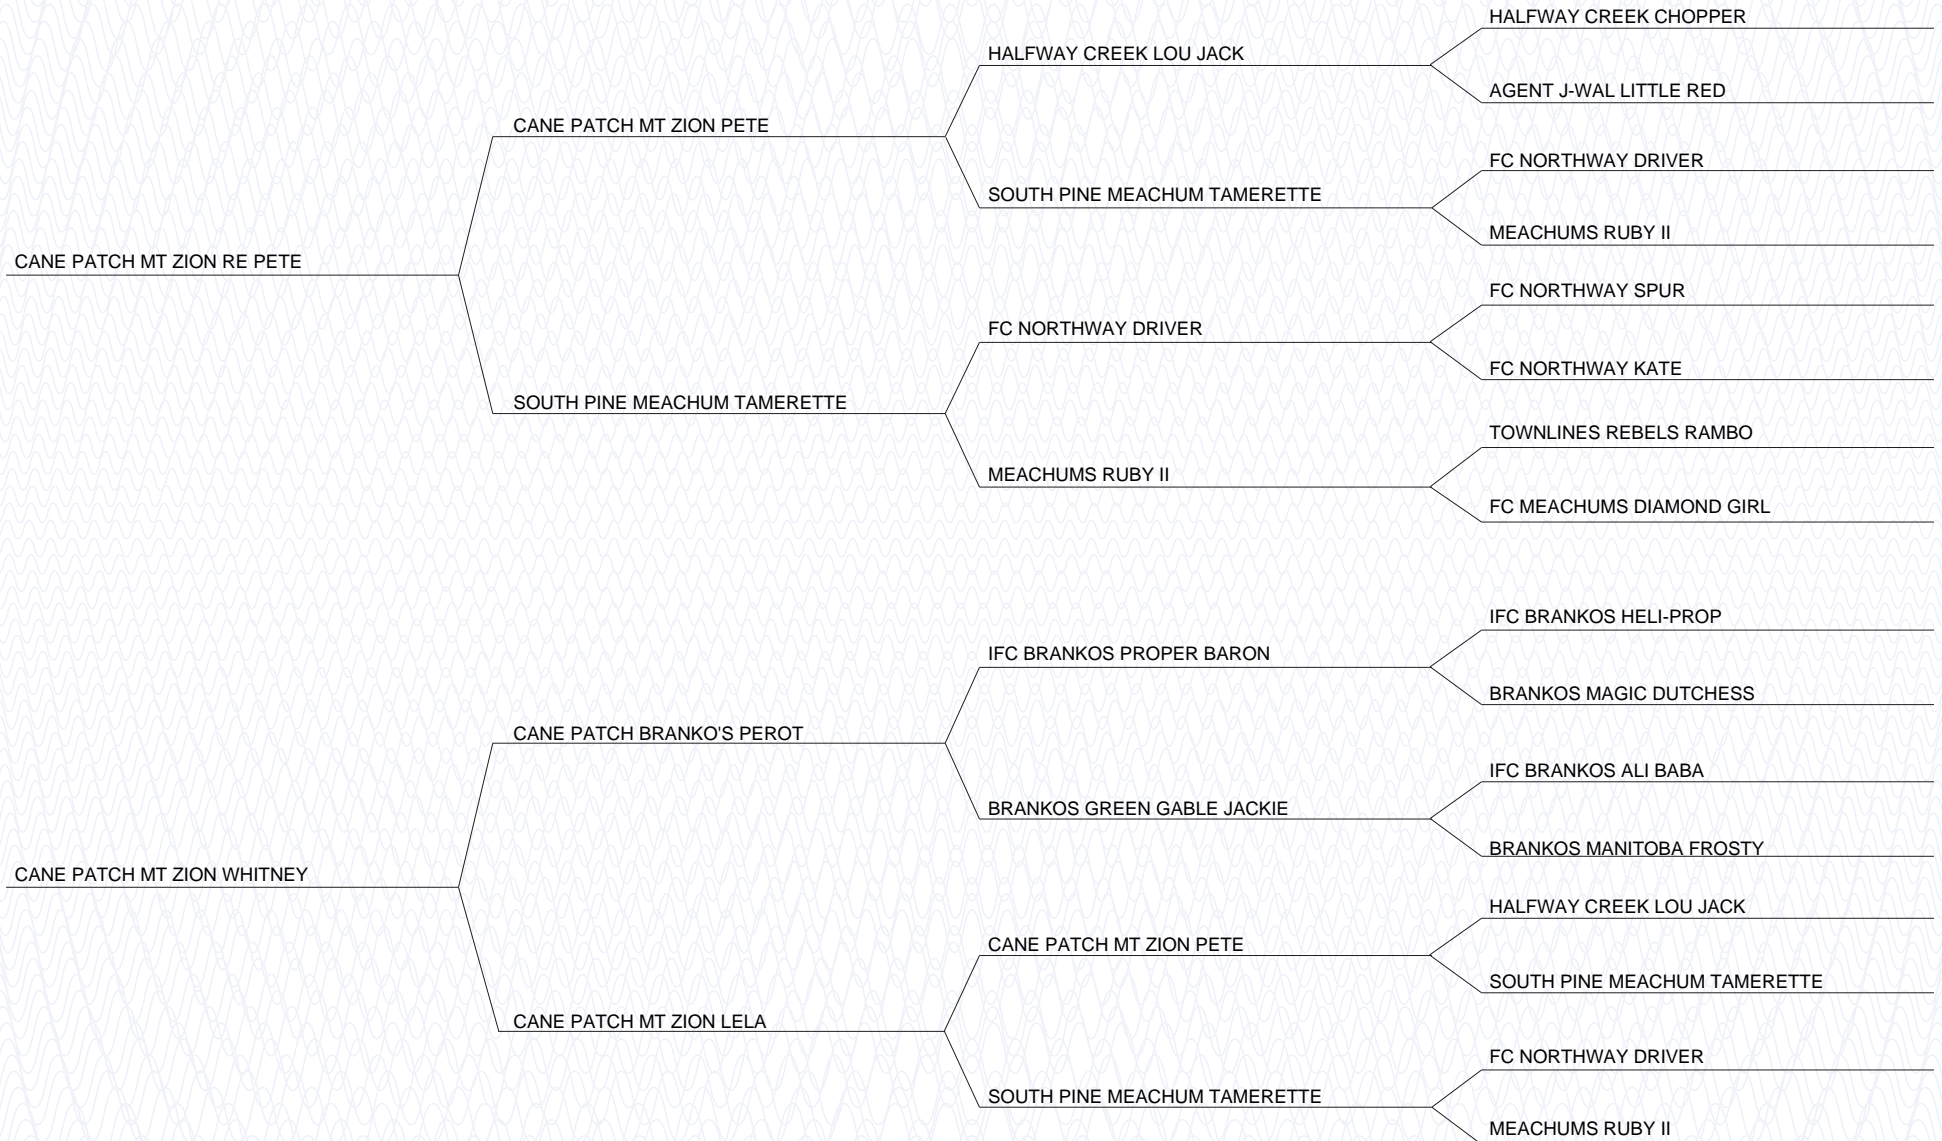 HALFWAY CREEK CHOPPER
HALFWAY CREEK LOU JACK
AGENT J-WAL LITTLE RED
CANE PATCH MT ZION PETE
FC NORTHWAY DRIVER
SOUTH PINE MEACHUM TAMERETTE
MEACHUMS RUBY II
CANE PATCH MT ZION RE PETE
FC NORTHWAY SPUR
FC NORTHWAY DRIVER
FC NORTHWAY KATE
SOUTH PINE MEACHUM TAMERETTE
TOWNLINES REBELS RAMBO
MEACHUMS RUBY II
FC MEACHUMS DIAMOND GIRL
IFC BRANKOS HELI-PROP
IFC BRANKOS PROPER BARON
BRANKOS MAGIC DUTCHESS
CANE PATCH BRANKO'S PEROT
IFC BRANKOS ALI BABA
BRANKOS GREEN GABLE JACKIE
BRANKOS MANITOBA FROSTY
CANE PATCH MT ZION WHITNEY
HALFWAY CREEK LOU JACK
CANE PATCH MT ZION PETE
SOUTH PINE MEACHUM TAMERETTE
CANE PATCH MT ZION LELA
FC NORTHWAY DRIVER
SOUTH PINE MEACHUM TAMERETTE
MEACHUMS RUBY II